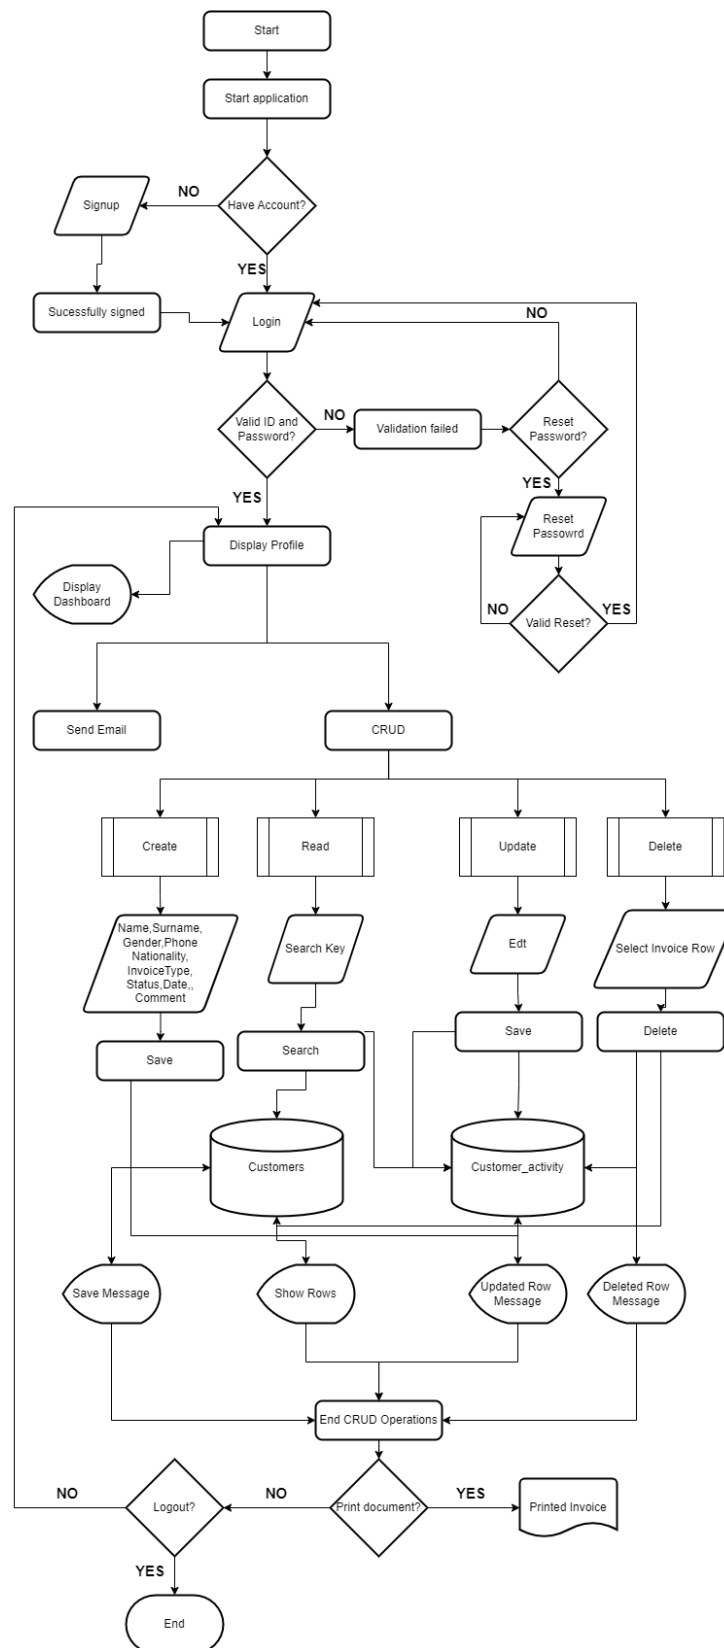 Start
Start application
Have Account?
NO
Signup
YES
Sucessfully signed
Login
NO
Valid ID and
Password?
NO
Validation failed
Reset
Password?
YES
YES
Reset
Passowrd
Display Profile
Display
Dashboard
NO
Valid Reset?
YES
Send Email
CRUD
Create
Read
Update
Delete
Name,Surname,
Gender,Phone
Nationality,
InvoiceType,
Status,Date,,
Comment
Search Key
Edt
Select Invoice Row
Save
Search
Save
Delete
Customers
Customer_activity
Save Message
Show Rows
Updated Row
Message
Deleted Row
Message
End CRUD Operations
NO
Logout?
NO
Print document?
YES
Printed Invoice
YES
End